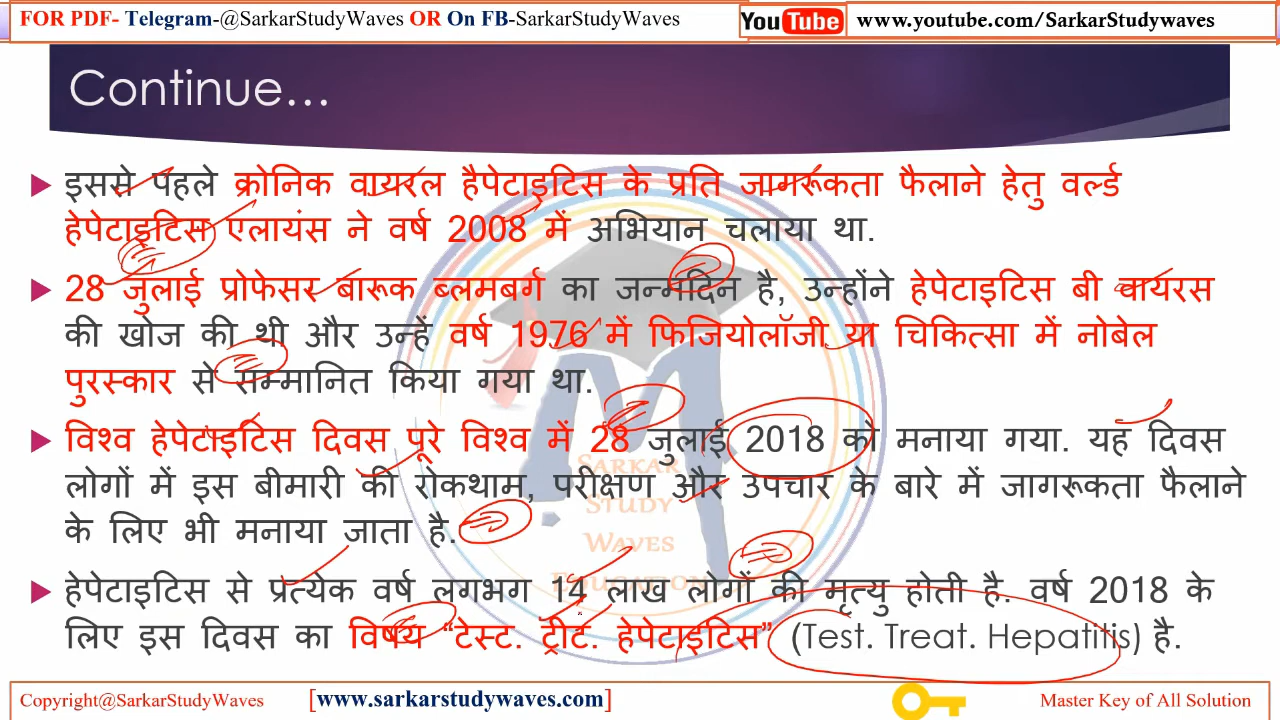 FOR PDF- Telegram-@SarkarStudyWaves OR On FB-SarkarStudyWaves
YouTube www.youtube.com/SarkarStudywaves
Continue…
इससे पहले क्रोनिक वायरल हैपेटाइटिस के प्रति जागरूकता फैलाने हेतु वर्ल्ड
हेपेटाइटिस एलायंस ने वर्ष 2008 में अभियान चलाया था.
28 जुलाई प्रोफेसर बारूक ब्लमबर्ग का जन्मदिन है, उन्होंने हेपेटाइटिस बी वायरस
की खोज की थी और उन्हें वर्ष 1976 में फिजियोलॉजी या चिकित्सा में नोबेल
पुरस्कार से सम्मानित किया गया था.
विश्व हेपेटाइटिस दिवस पूरे विश्व में 28 जुलाई 2018 को मनाया गया. यह दिवस
लोगों में इस बीमारी की रोकथाम, परीक्षण और उपचार के बारे में जागरूकता फैलाने
के लिए भी मनाया जाता है.
हेपेटाइटिस से प्रत्येक वर्ष लगभग 14 लाख लोगों की मृत्यु होती है. वर्ष 2018 के
लिए इस दिवस का विषय “टेस्ट. ट्रीट. हेपेटाइटिस” (Test. Treat. Hepatitis) है.
Sarkar
Study
Waves
Education
Copyright@SarkarStudyWaves [www.sarkarstudywaves.com] Master Key of All Solution